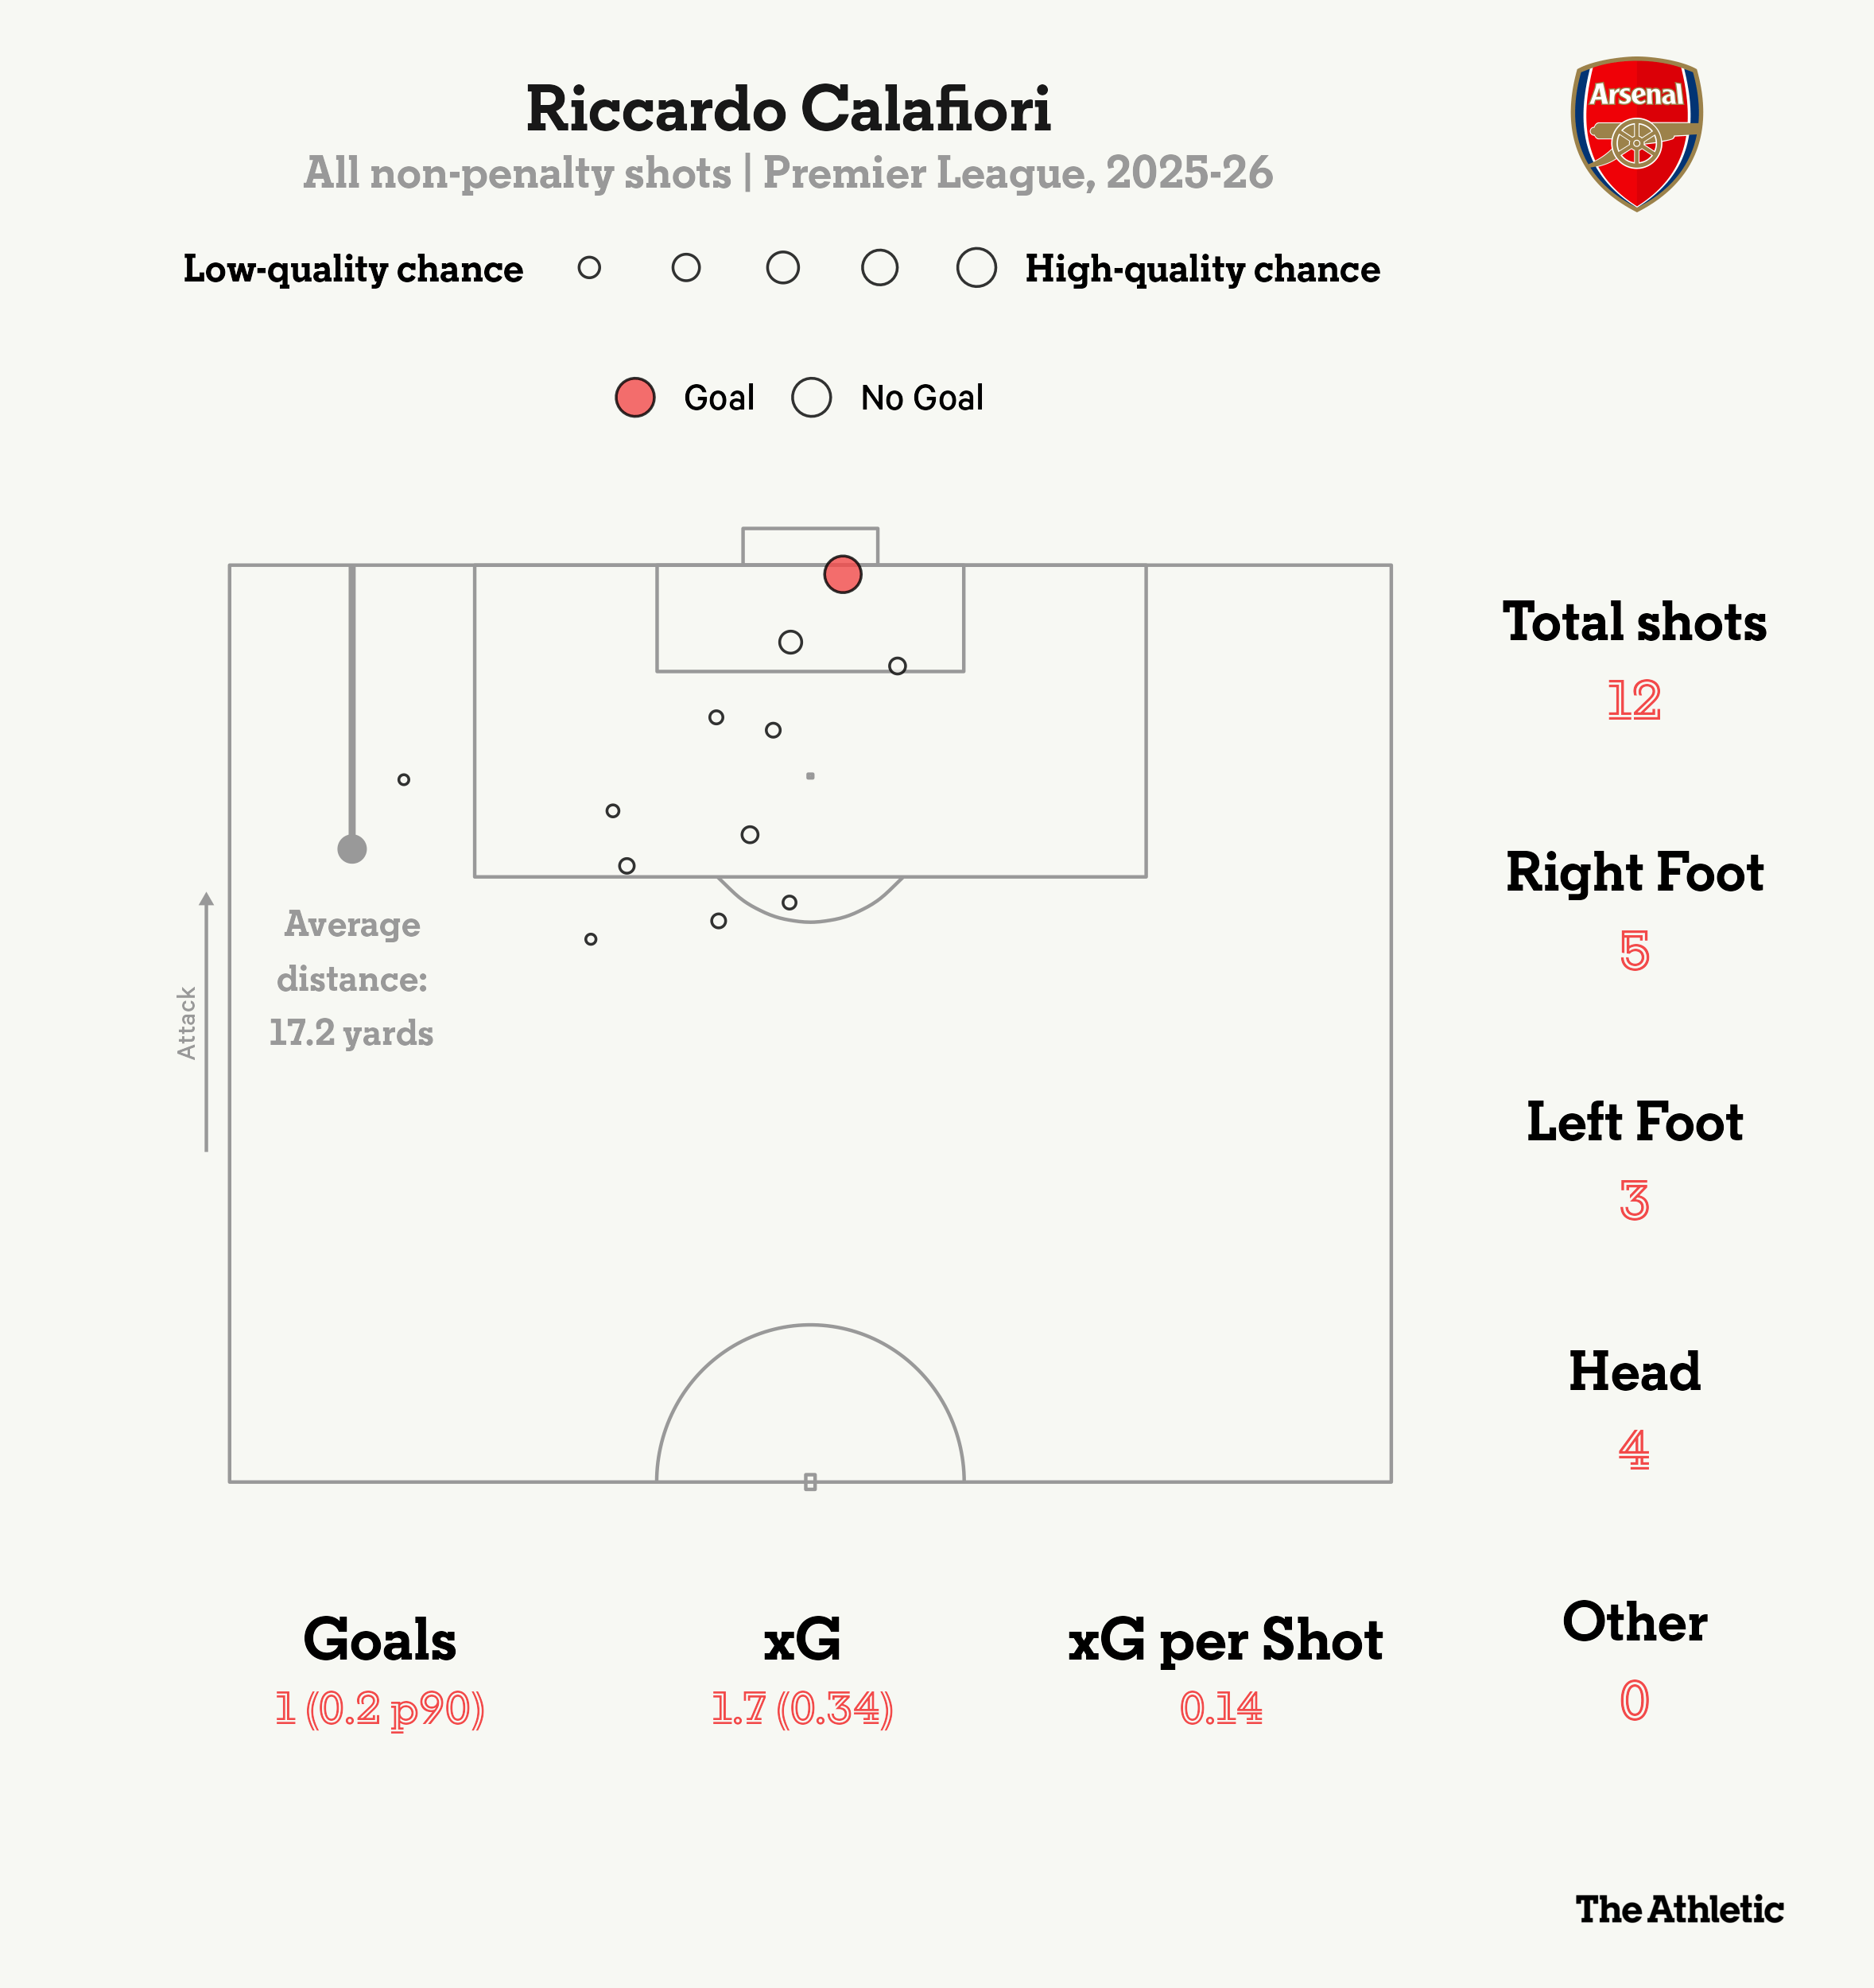 Riccardo Calafiori
All non-penalty shots | Premier League, 2025-26
Arsenal
Low-quality chance
High-quality chance
Goal
No Goal
Average
distance:
17.2 yards
Attack
Total shots
12
Right Foot
5
Left Foot
3
Head
4
Other
0
Goals
1 (0.2 p90)
xG
1.7 (0.34)
xG per Shot
0.14
The Athletic